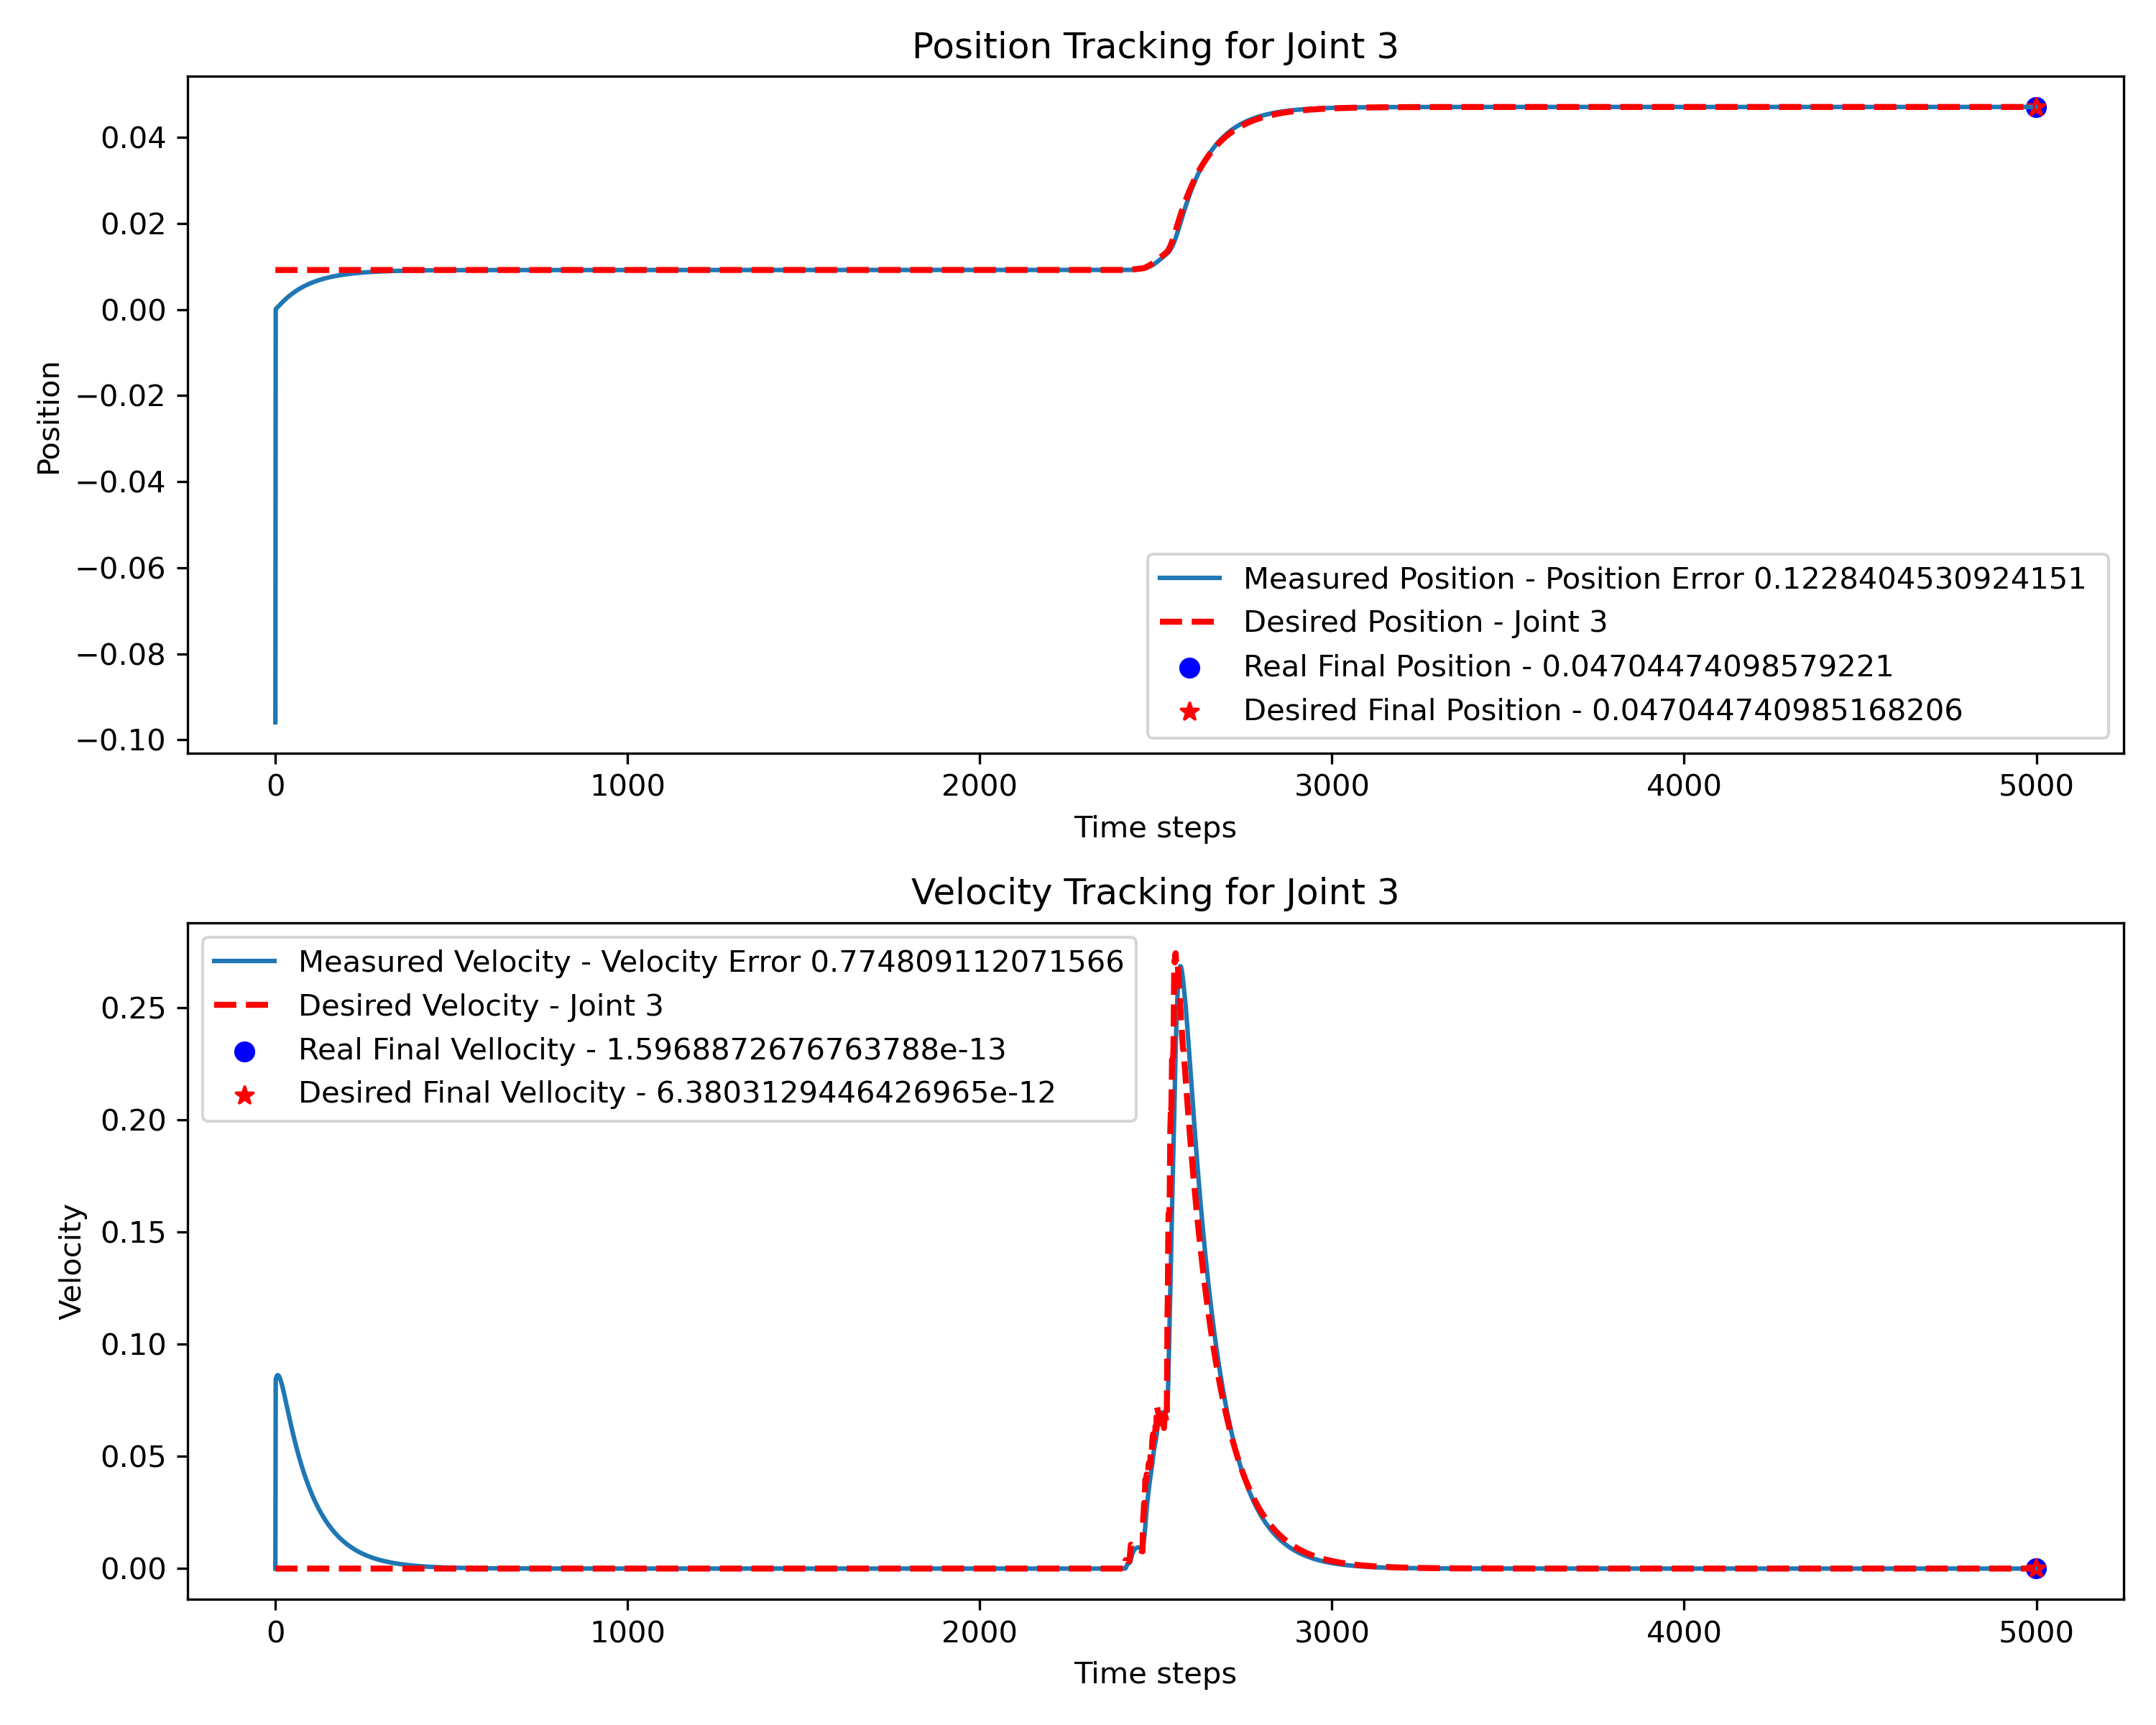 Position Tracking for Joint 3
0.04
0.02
0.00
−0.02
−0.04
−0.06
−0.08
−0.10
Position
Measured Position - Position Error 0.1228404530924151
Desired Position - Joint 3
Real Final Position - 0.04704474098579221
Desired Final Position - 0.047044740985168206
0 1000 2000 3000 4000 5000
Time steps
Velocity Tracking for Joint 3
Measured Velocity - Velocity Error 0.774809112071566
Desired Velocity - Joint 3
Real Final Vellocity - 1.5968872676763788e-13
Desired Final Vellocity - 6.3803129446426965e-12
0.25
0.20
0.15
0.10
0.05
0.00
Velocity
0 1000 2000 3000 4000 5000
Time steps